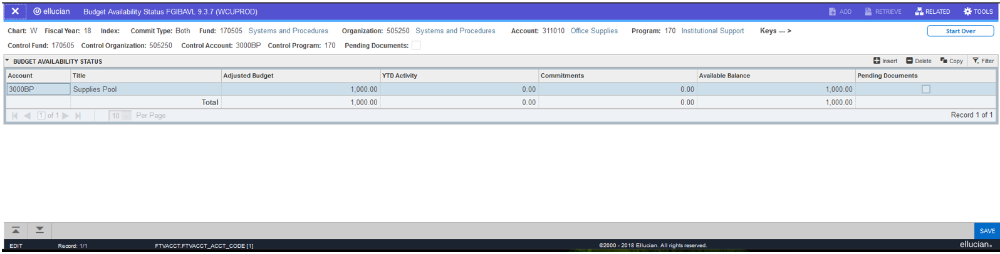 ellucian Budget Availability Status FGIBAVL 9.3.7 (WCUPROD) ADD RETRIEVE RELATED TOOLS
Chart: W Fiscal Year: 18 Index: Commit Type: Both Fund: 170505 Systems and Procedures Organization: 505250 Systems and Procedures Account: 311010 Office Supplies Program: 170 Institutional Support Keys --- > Start Over
Control Fund: 170505 Control Organization: 505250 Control Account: 3000BP Control Program: 170 Pending Documents:
BUDGET AVAILABILITY STATUS Insert Delete Copy Filter
Account Title Adjusted Budget YTD Activity Commitments Available Balance Pending Documents
3000BP Supplies Pool 1,000.00 0.00 0.00 1,000.00
Total 1,000.00 0.00 0.00 1,000.00
1 of 1 10 Per Page Record 1 of 1
SAVE
EDIT Record: 1/1 FTVACCT.FTVACCT_ACCT_CODE [1] ©2000 - 2018 Ellucian. All rights reserved. ellucian